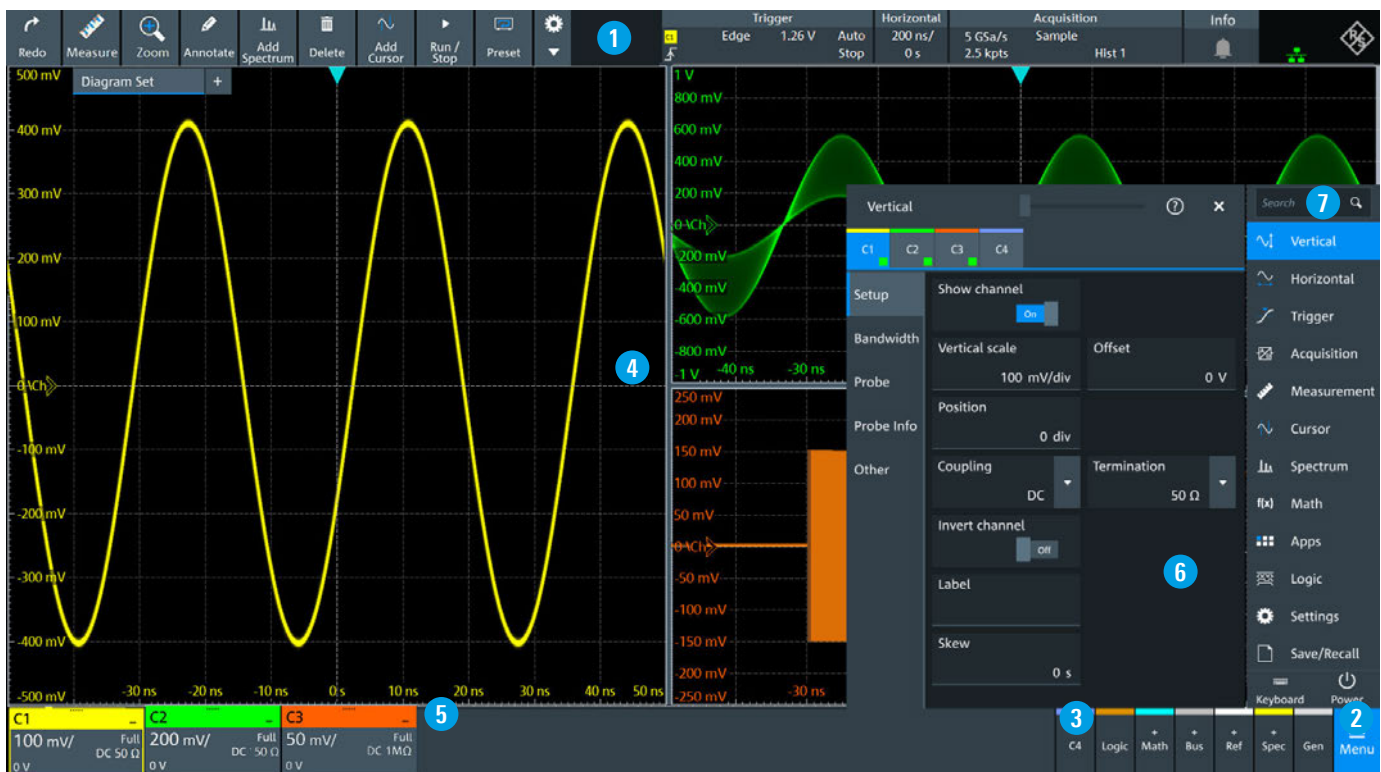 Redo
Measure
Zoom
Annotate
Add Spectrum
Delete
Add Cursor
Run / Stop
Preset
1
C1
Trigger
Edge 1.26 V Auto
Stop
Horizontal
200 ns/
0 s
Acquisition
5 GSa/s Sample
2.5 kpts Hlst 1
Info
R&S
Diagram Set +
500 mV
400 mV
300 mV
200 mV
100 mV
0 \Ch
-100 mV
-200 mV
-300 mV
-400 mV
-500 mV
-30 ns
-20 ns
-10 ns
0 s
10 ns
20 ns
30 ns
40 ns
50 ns
4
1 V
800 mV
600 mV
400 mV
200 mV
0 \Ch
-200 mV
-400 mV
-600 mV
-800 mV
-1 V
-40 ns
-30 ns
250 mV
200 mV
150 mV
100 mV
50 mV
0 \Ch
-50 mV
-100 mV
-150 mV
-200 mV
-250 mV
-30 ns
Vertical
?
×
C1
C2
C3
C4
Setup
Bandwidth
Probe
Probe Info
Other
Show channel
On
Vertical scale
100 mV/div
Offset
0 V
Position
0 div
Coupling
DC
Termination
50 Ω
Invert channel
Off
6
Label
Skew
0 s
Search
7
Vertical
Horizontal
Trigger
Acquisition
Measurement
Cursor
Spectrum
f(x) Math
Apps
Logic
Settings
Save/Recall
Keyboard
Power
C1
100 mV/ Full
DC 50 Ω
0 V
C2
200 mV/ Full
DC 50 Ω
0 V
C3
50 mV/ Full
DC 1MΩ
0 V
5
3
C4
Logic
+ Math
+ Bus
+ Ref
+ Spec
Gen
2
Menu